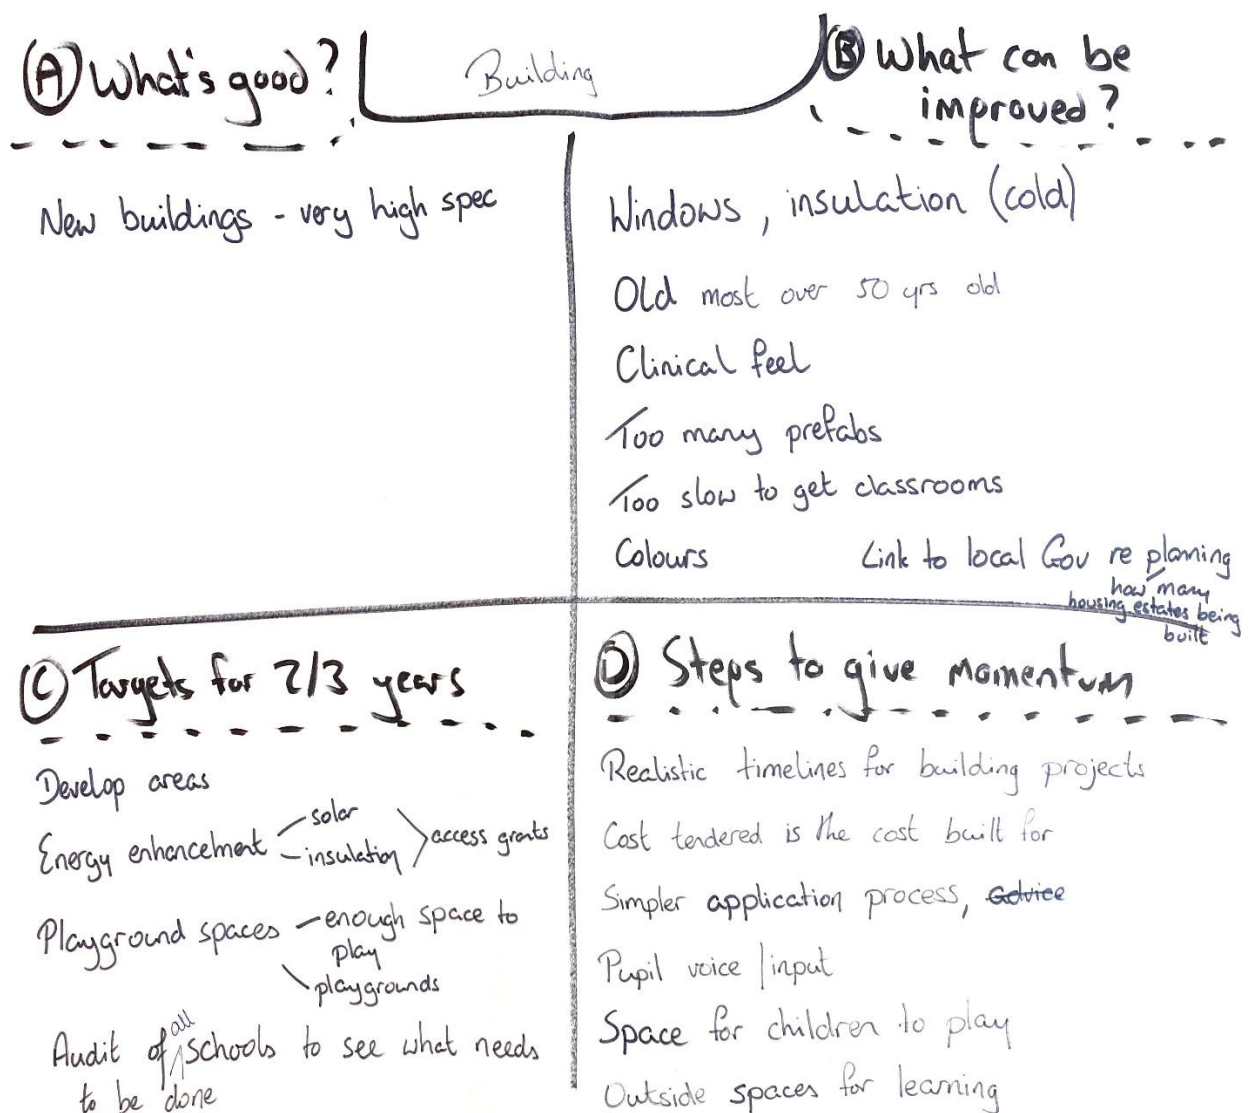 Building
Ⓐ What's good?
New buildings - very high spec
Ⓑ What can be
improved?
Windows, insulation (cold)
Old most over 50 yrs old
Clinical feel
Too many prefabs
Too slow to get classrooms
Colours
Link to local Gov re planing
how many
housing estates being
built
Ⓒ Targets for 2/3 years
Develop areas
Energy enhancement
solar
insulation
access grants
Playground spaces
enough space to
play
playgrounds
Audit of all schools to see what needs
to be done
Ⓓ Steps to give momentum
Realistic timelines for building projects
Cost tendered is the cost built for
Simpler application process,
Pupil voice / input
Space for children to play
Outside spaces for learning